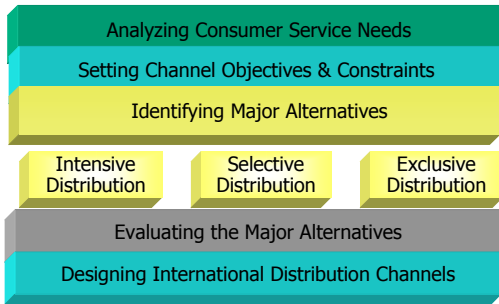 Analyzing Consumer Service Needs
Setting Channel Objectives & Constraints
Identifying Major Alternatives
Intensive
Distribution
Selective
Distribution
Exclusive
Distribution
Evaluating the Major Alternatives
Designing International Distribution Channels